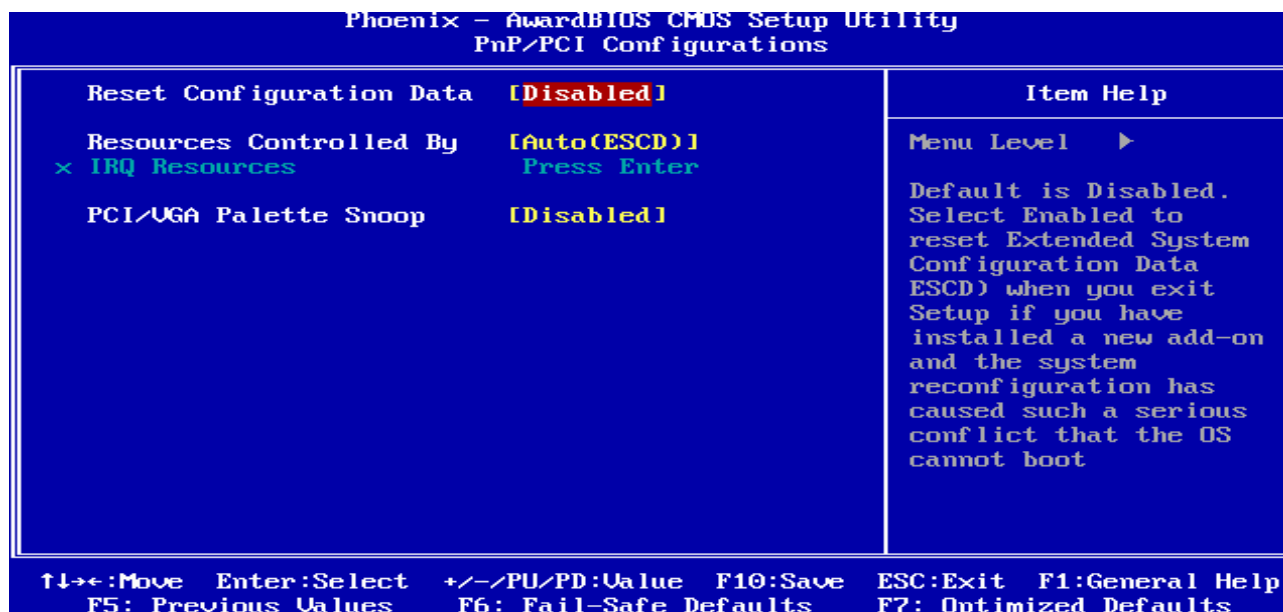 Phoenix - AwardBIOS CMOS Setup Utility
PnP/PCI Configurations
Reset Configuration Data [Disabled]
Resources Controlled By [Auto(ESCD)]
x IRQ Resources Press Enter
PCI/VGA Palette Snoop [Disabled]
Item Help
Menu Level ▶
Default is Disabled.
Select Enabled to
reset Extended System
Configuration Data
ESCD) when you exit
Setup if you have
installed a new add-on
and the system
reconfiguration has
caused such a serious
conflict that the OS
cannot boot
↑↓→←:Move Enter:Select +/-/PU/PD:Value F10:Save ESC:Exit F1:General Help
F5: Previous Values F6: Fail-Safe Defaults F7: Optimized Defaults